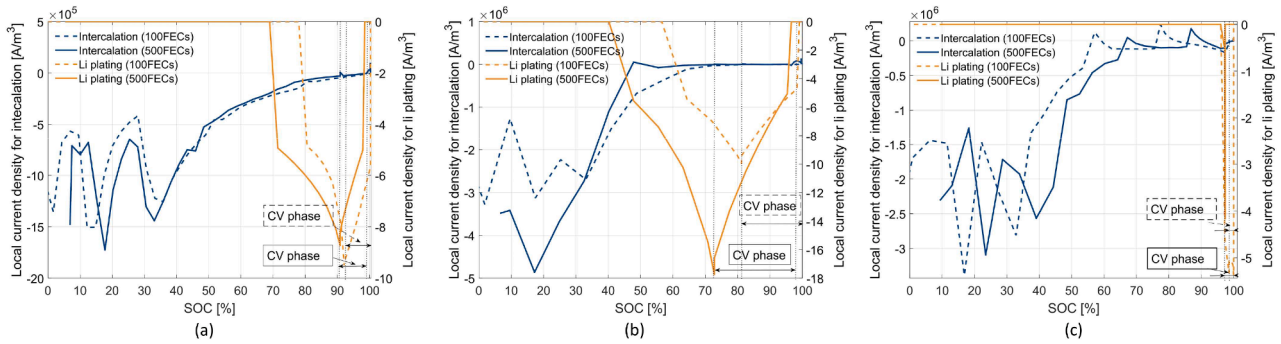 ×10^5
5
0
-5
-10
-15
-20
0
10
20
30
40
50
60
70
80
90
100
0
-2
-4
-6
-8
-10
Local current density for intercalation [A/m³]
Local current density for li plating [A/m³]
SOC [%]
Intercalation (100FECs)
Intercalation (500FECs)
Li plating (100FECs)
Li plating (500FECs)
CV phase
CV phase
(a)
×10^6
1
0
-1
-2
-3
-4
-5
0
10
20
30
40
50
60
70
80
90
100
0
-2
-4
-6
-8
-10
-12
-14
-16
-18
Local current density for intercalation [A/m³]
Local current density for li plating [A/m³]
SOC [%]
Intercalation (100FECs)
Intercalation (500FECs)
Li plating (100FECs)
Li plating (500FECs)
CV phase
CV phase
(b)
×10^6
0
-0.5
-1
-1.5
-2
-2.5
-3
0
10
20
30
40
50
60
70
80
90
100
0
-1
-2
-3
-4
-5
Local current density for intercalation [A/m³]
Local current density for li plating [A/m³]
SOC [%]
Intercalation (100FECs)
Intercalation (500FECs)
Li plating (100FECs)
Li plating (500FECs)
CV phase
CV phase
(c)